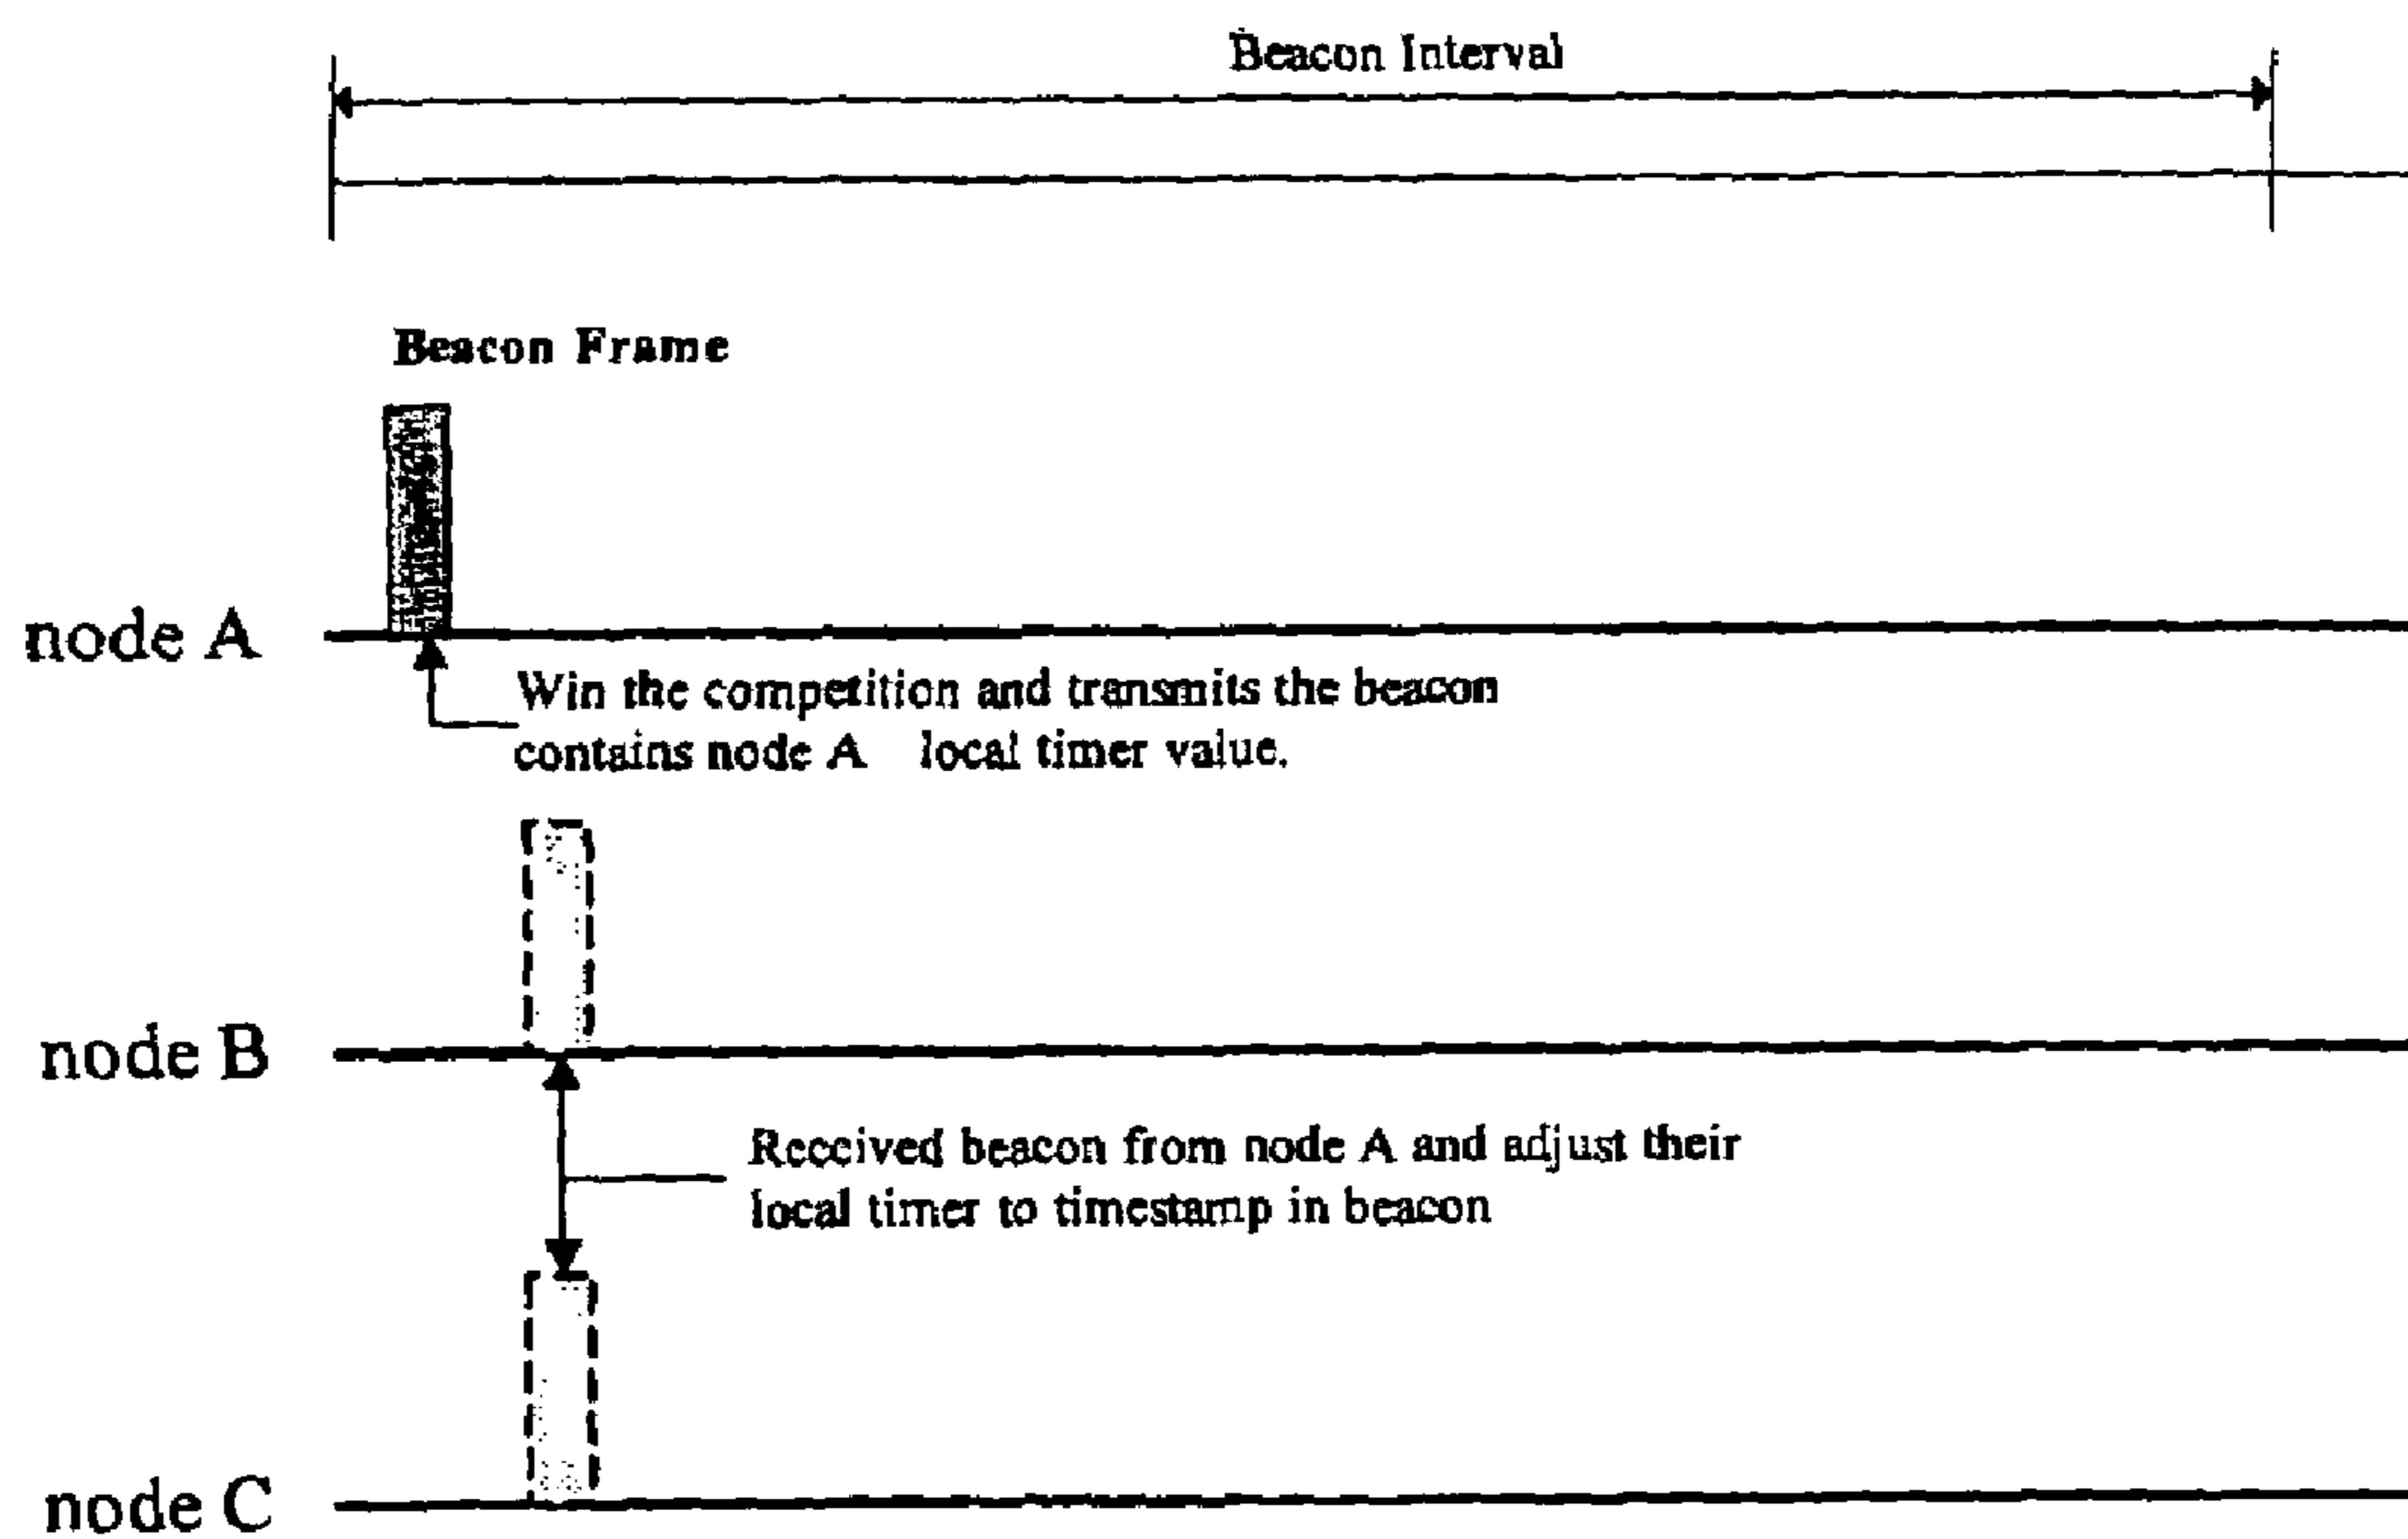 Beacon Interval
Beacon Frame
node A
Win the competition and transmits the beacon
contains node A local timer value.
node B
Received beacon from node A and adjust their
local timer to timestamp in beacon
node C